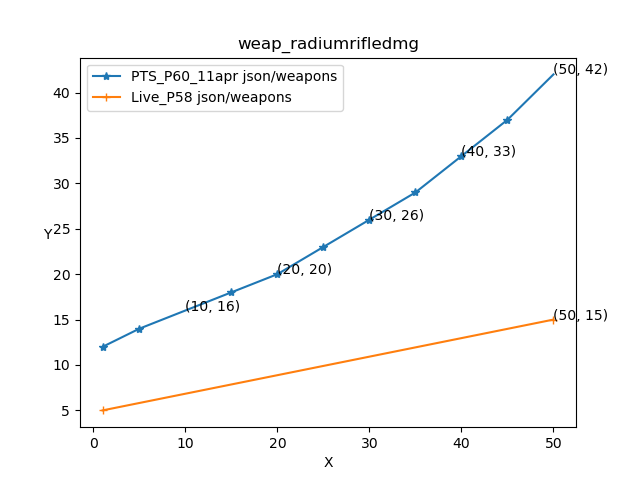 weap_radiumrifledmg
PTS_P60_11apr json/weapons
Live_P58 json/weapons
(50, 42)
(40, 33)
(30, 26)
(20, 20)
(10, 16)
(50, 15)
40
35
30
25
20
15
10
5
Y
0 10 20 30 40 50
X